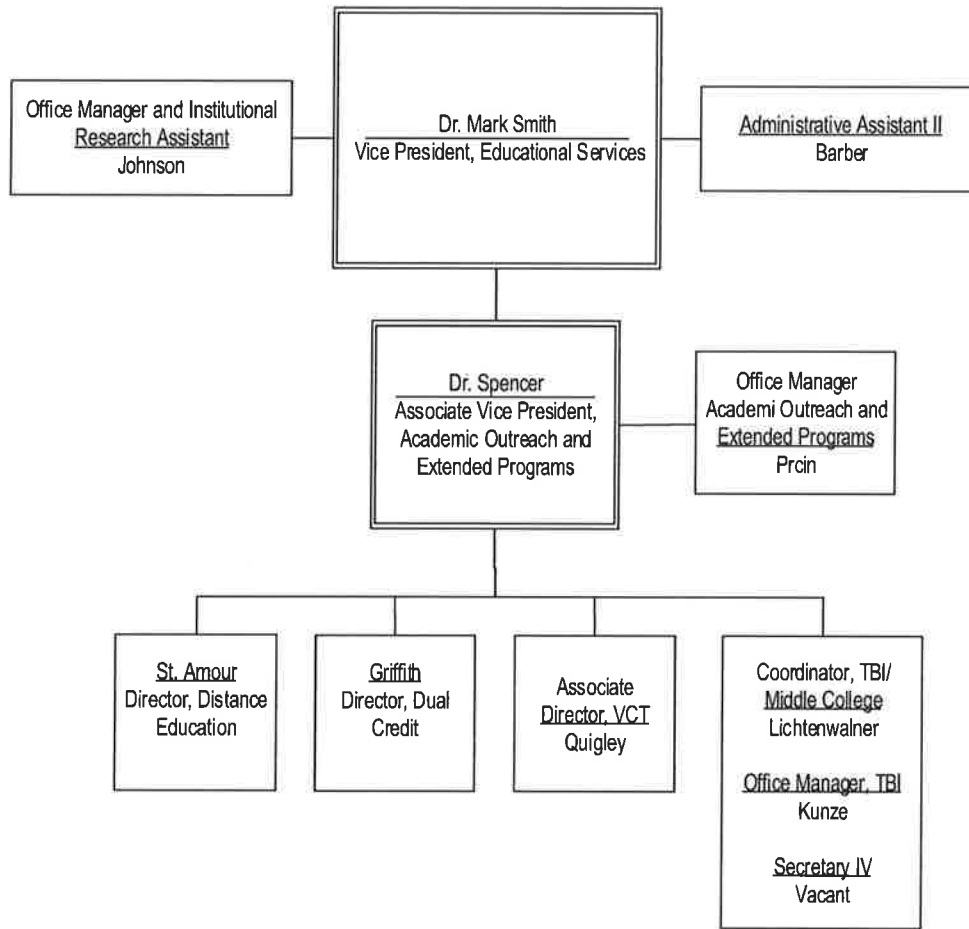 Office Manager and Institutional
Research Assistant
Johnson
Dr. Mark Smith
Vice President, Educational Services
Administrative Assistant II
Barber
Dr. Spencer
Associate Vice President,
Academic Outreach and
Extended Programs
Office Manager
Academi Outreach and
Extended Programs
Prcin
St. Amour
Director, Distance
Education
Griffith
Director, Dual
Credit
Associate
Director, VCT
Quigley
Coordinator, TBI/
Middle College
Lichtenwalner
Office Manager, TBI
Kunze
Secretary IV
Vacant